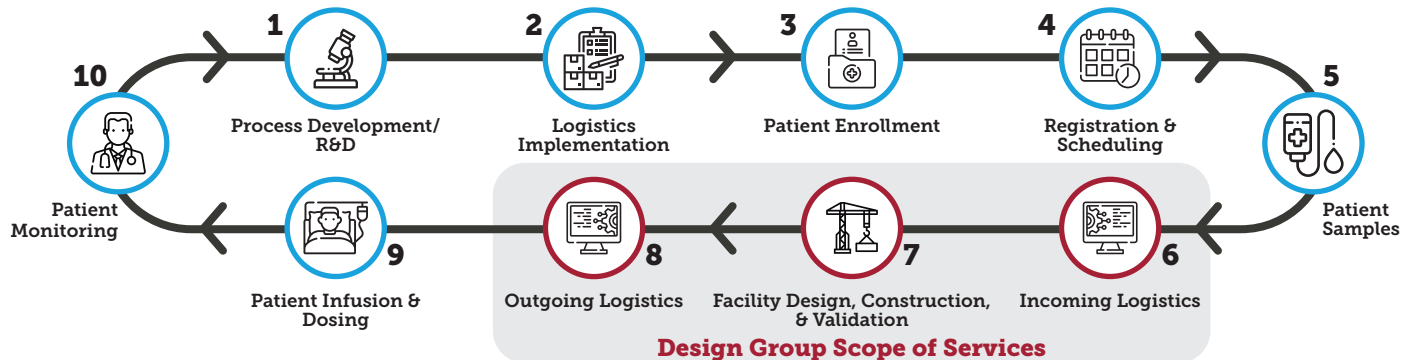 1
Process Development/
R&D
2
Logistics
Implementation
3
Patient Enrollment
4
Registration &
Scheduling
5
Patient
Samples
6
Incoming Logistics
7
Facility Design, Construction,
& Validation
8
Outgoing Logistics
9
Patient Infusion &
Dosing
10
Patient
Monitoring
Design Group Scope of Services